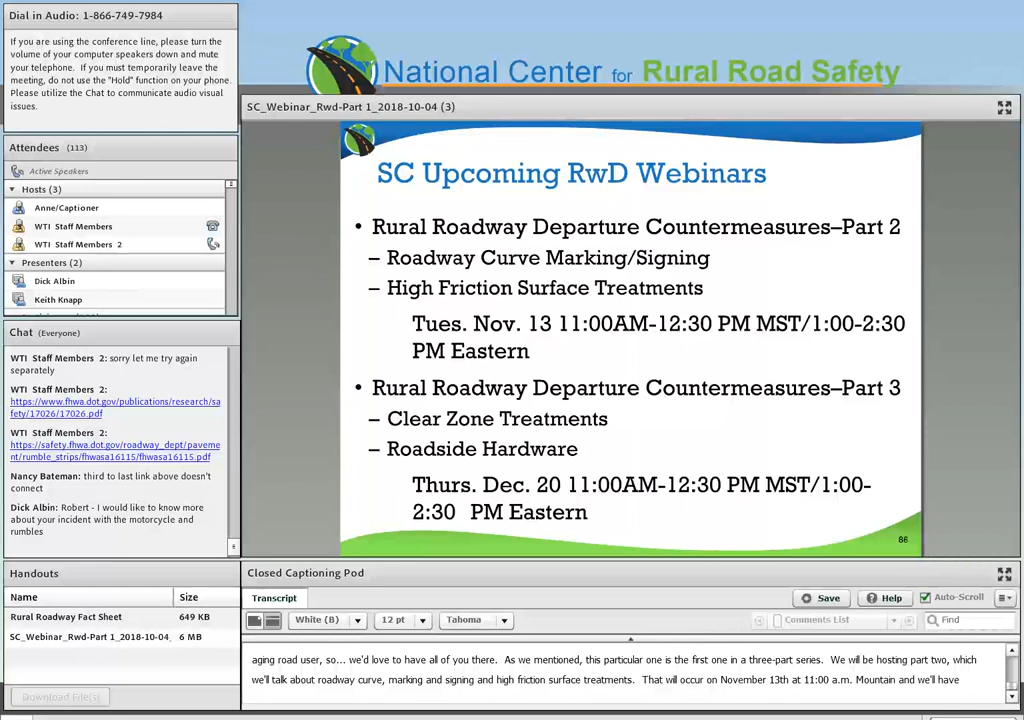 Dial in Audio: 1-866-749-7984
If you are using the conference line, please turn the
volume of your computer speakers down and mute
your telephone. If you must temporarily leave the
meeting, do not use the "Hold" function on your phone.
Please utilize the Chat to communicate audio visual
issues.
National Center for Rural Road Safety
Attendees (113)
Active Speakers
Hosts (3)
Anne/Captioner
WTI Staff Members
WTI Staff Members 2
Presenters (2)
Dick Albin
Keith Knapp
Chat (Everyone)
WTI Staff Members 2: sorry let me try again
separately
WTI Staff Members 2:
https://www.fhwa.dot.gov/publications/research/sa
fety/17026/17026.pdf
WTI Staff Members 2:
https://safety.fhwa.dot.gov/roadway_dept/paveme
nt/rumble_strips/fhwasa16115/fhwasa16115.pdf
Nancy Bateman: third to last link above doesn't
connect
Dick Albin: Robert - I would like to know more
about your incident with the motorcycle and
rumbles
SC_Webinar_Rwd-Part 1_2018-10-04 (3)
SC Upcoming RwD Webinars
• Rural Roadway Departure Countermeasures–Part 2
– Roadway Curve Marking/Signing
– High Friction Surface Treatments
Tues. Nov. 13 11:00AM-12:30 PM MST/1:00-2:30
PM Eastern
• Rural Roadway Departure Countermeasures–Part 3
– Clear Zone Treatments
– Roadside Hardware
Thurs. Dec. 20 11:00AM-12:30 PM MST/1:00-
2:30 PM Eastern
86
Handouts
Name Size
Rural Roadway Fact Sheet 649 KB
SC_Webinar_Rwd-Part 1_2018-10-04_ 6 MB
Download File(s)
Closed Captioning Pod
Transcript Save Help Auto-Scroll
White (B) 12 pt Tahoma Comments List Find
aging road user, so... we'd love to have all of you there. As we mentioned, this particular one is the first one in a three-part series. We will be hosting part two, which
we'll talk about roadway curve, marking and signing and high friction surface treatments. That will occur on November 13th at 11:00 a.m. Mountain and we'll have